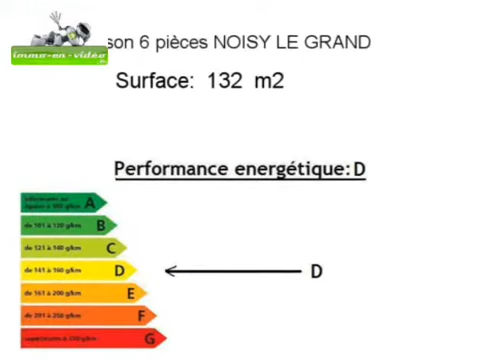 son 6 pièces NOISY LE GRAND
immo-en-vidéo
Surface: 132 m2
Performance energétique: D
A
de 101 à 120 g/km B
de 121 à 140 g/km C
de 141 à 160 g/km D
D
de 161 à 200 g/km E
de 201 à 250 g/km F
G